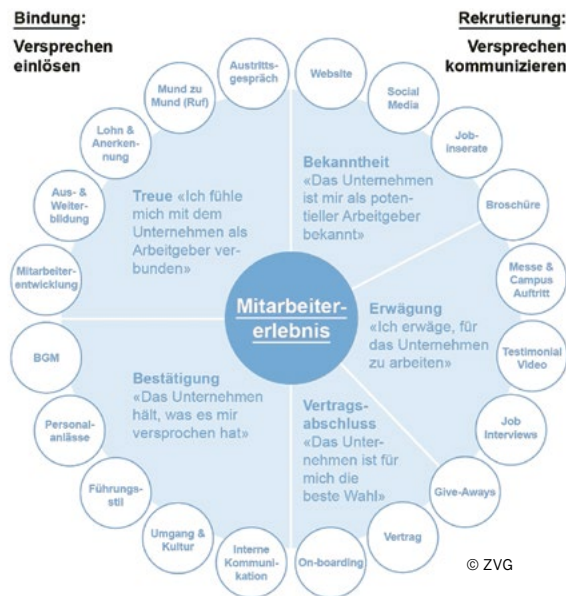 Bindung:
Versprechen
einlösen
Rekrutierung:
Versprechen
kommunizieren
Austritts-
gespräch
Website
Social
Media
Job-
inserate
Broschüre
Messe &
Campus
Auftritt
Testimonial
Video
Job
Interviews
Give-Aways
Vertrag
On-boarding
Interne
Kommuni-
kation
Umgang &
Kultur
Führungs-
stil
Personal-
anlässe
BGM
Mitarbeiter-
entwicklung
Aus- &
Weiter-
bildung
Lohn &
Anerken-
nung
Mund zu
Mund (Ruf)
Bekanntheit
«Das Unternehmen
ist mir als poten-
tieller Arbeitgeber
bekannt»
Erwägung
«Ich erwäge, für
das Unternehmen
zu arbeiten»
Vertrags-
abschluss
«Das Unter-
nehmen ist für
mich die
beste Wahl»
Bestätigung
«Das Unternehmen
hält, was es mir
versprochen hat»
Treue «Ich fühle
mich mit dem
Unternehmen als
Arbeitgeber ver-
bunden»
Mitarbeiter-
erlebnis
© ZVG